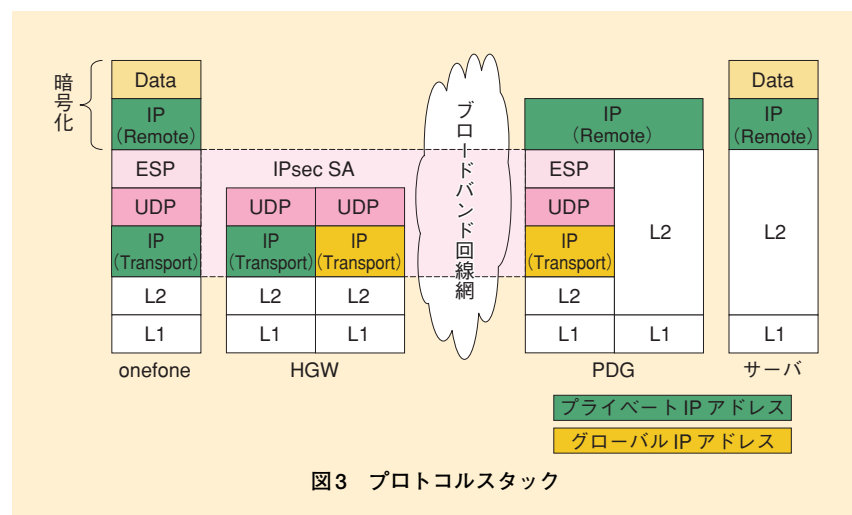 暗号化
Data
IP
(Remote)
ESP
UDP
IP
(Transport)
L2
L1
onefone
IPsec SA
UDP
UDP
IP
(Transport)
IP
(Transport)
L2
L2
L1
L1
HGW
ブロードバンド回線網
IP
(Remote)
ESP
UDP
IP
(Transport)
L2
L1
L2
L1
PDG
Data
IP
(Remote)
L2
L1
サーバ
プライベート IP アドレス
グローバル IP アドレス
図3 プロトコルスタック